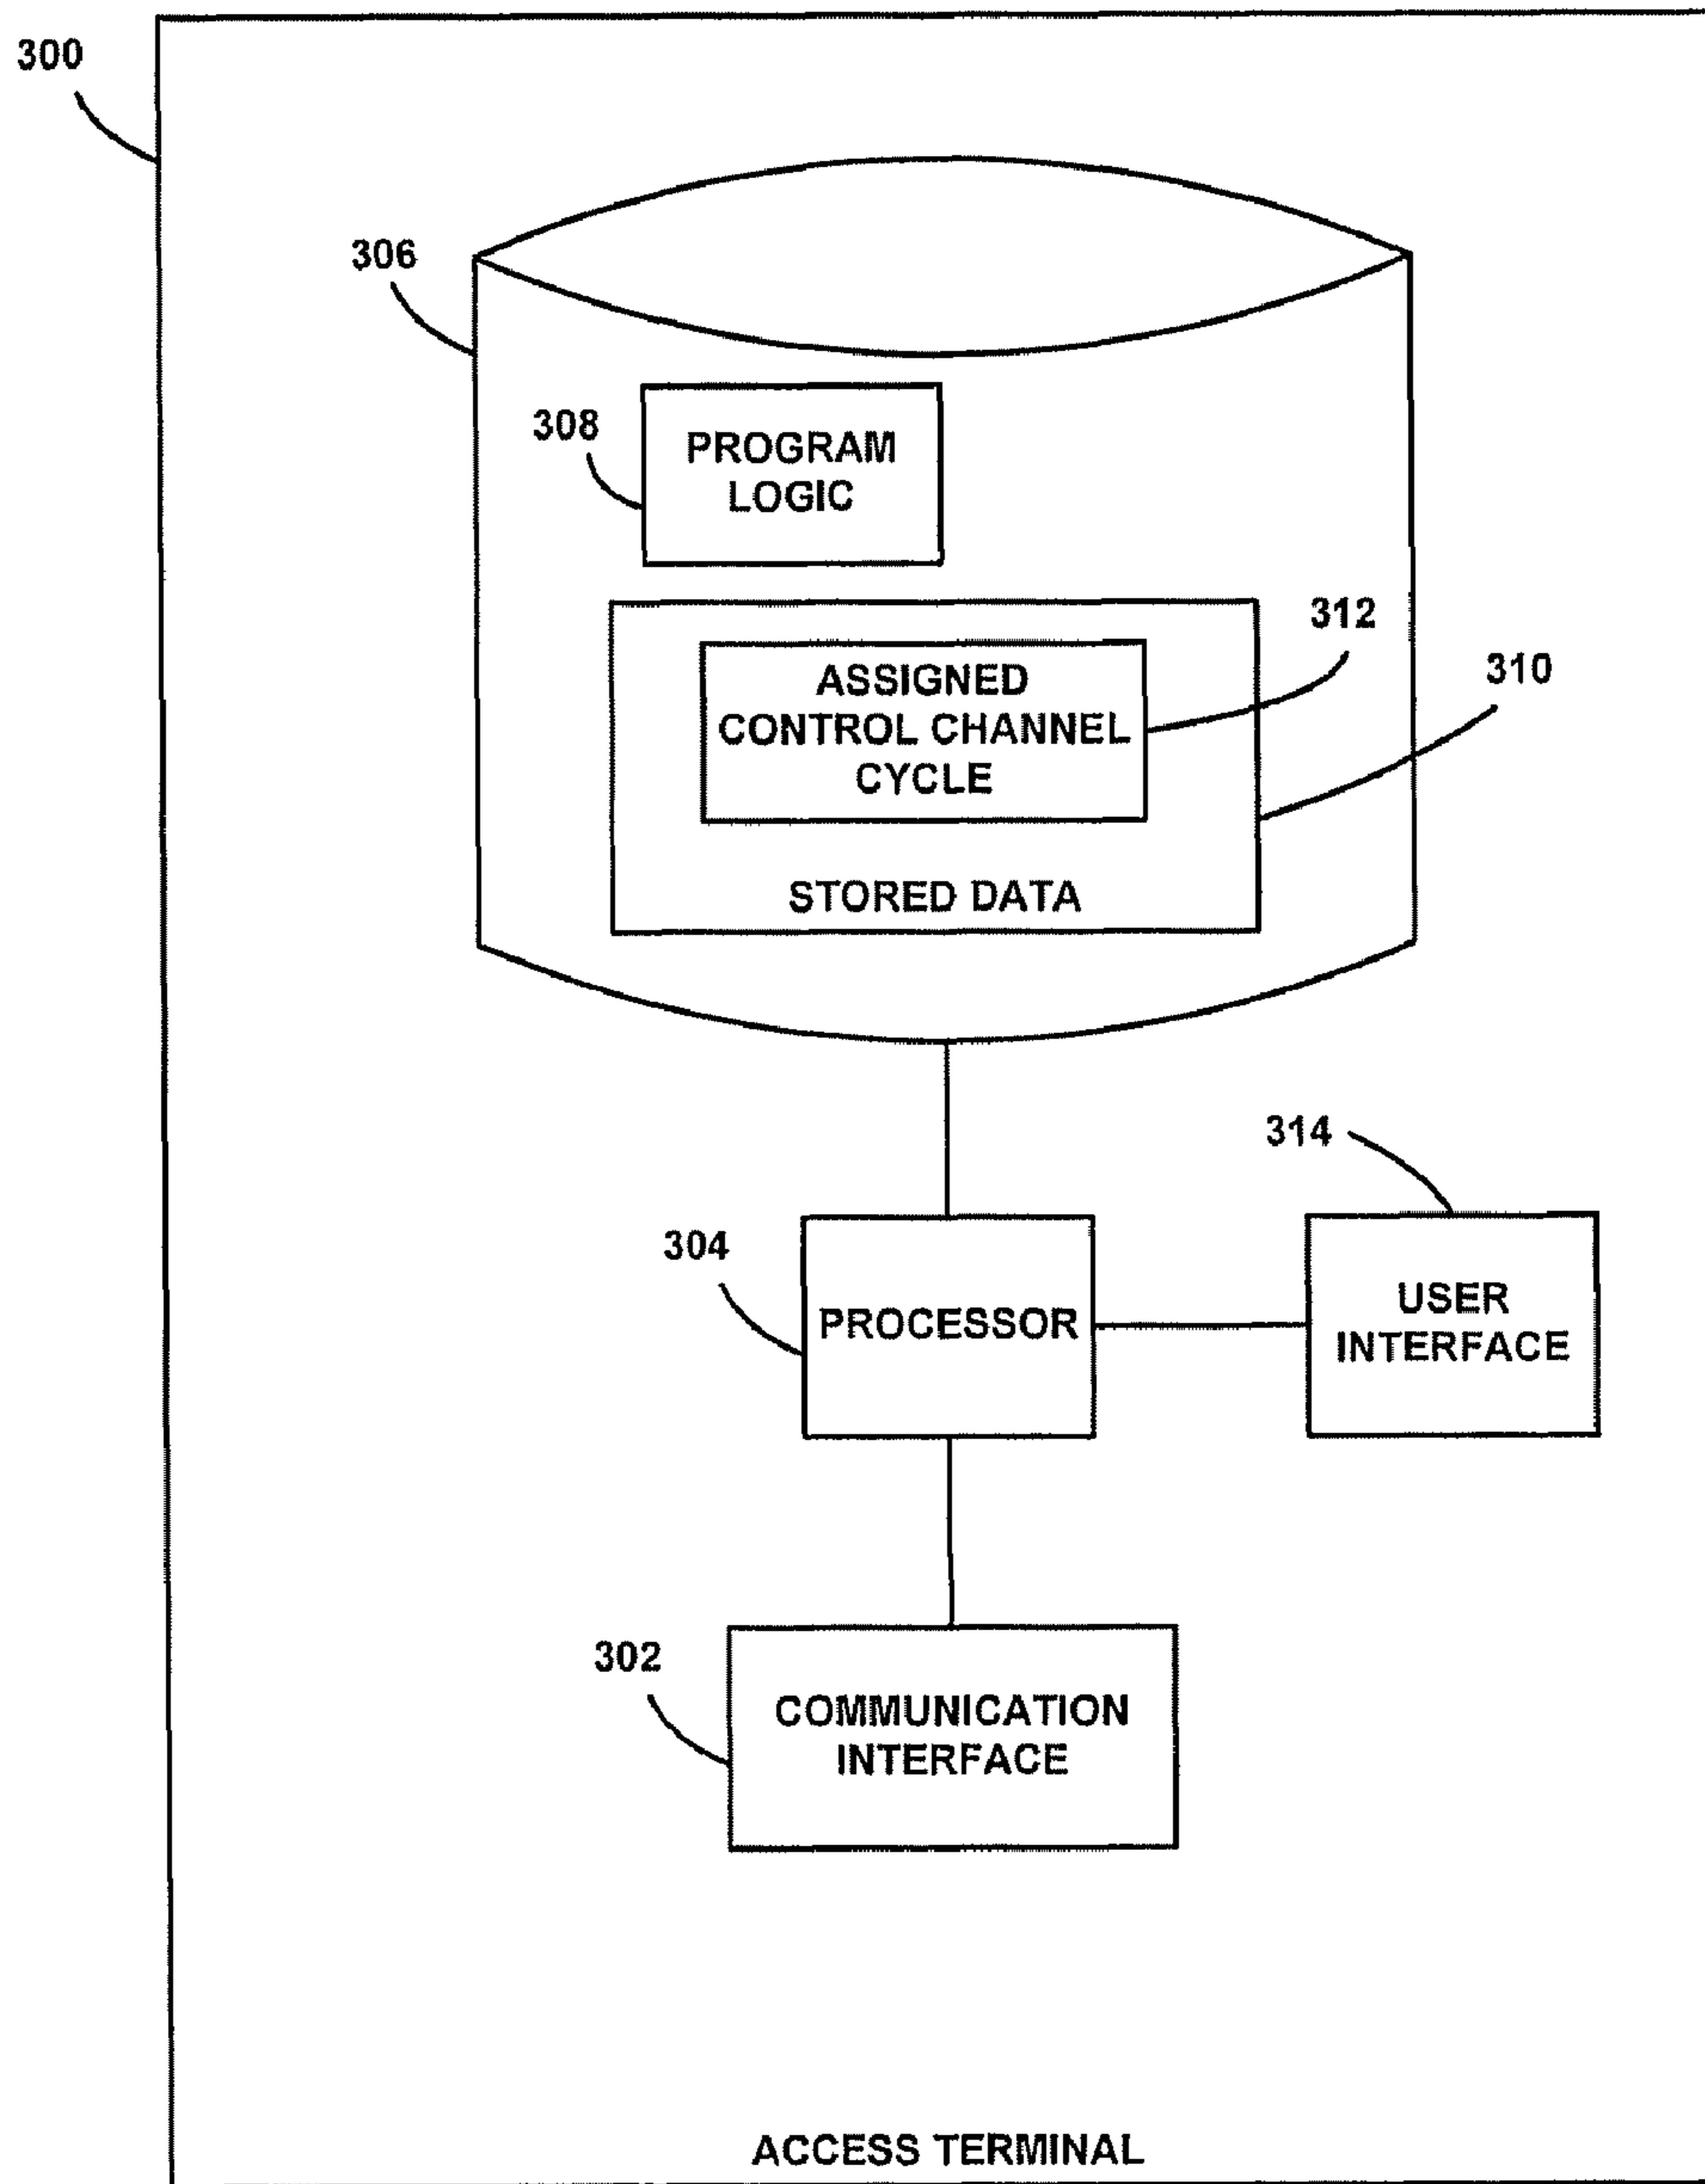 300
306
308
PROGRAM
LOGIC
312
310
ASSIGNED
CONTROL CHANNEL
CYCLE
STORED DATA
314
304
PROCESSOR
USER
INTERFACE
302
COMMUNICATION
INTERFACE
ACCESS TERMINAL